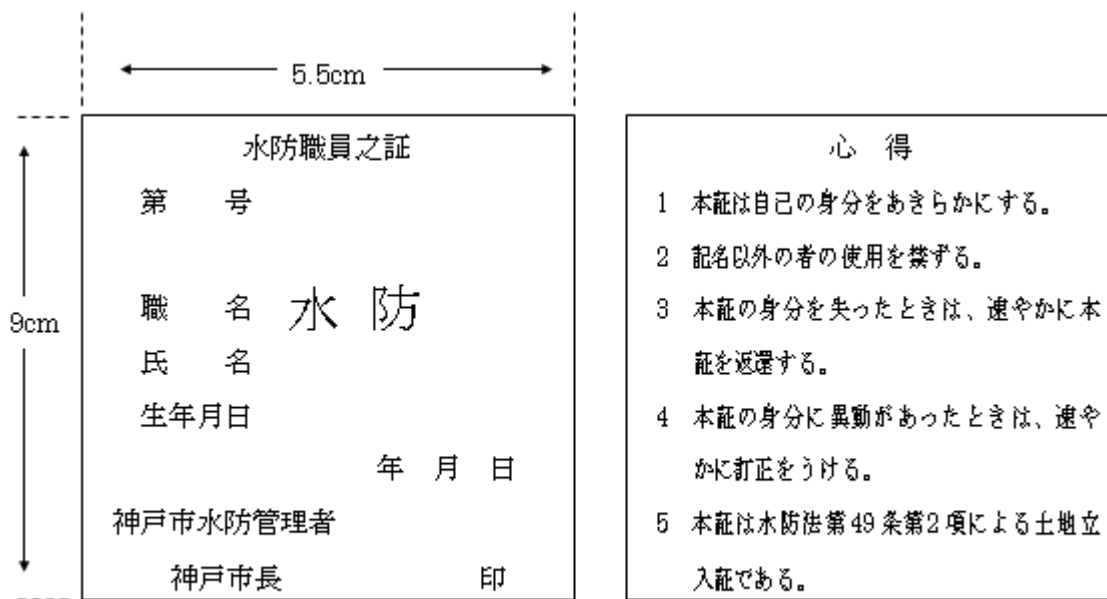 5.5cm
9cm
水防職員之証
第　　号
職　　名　水　防
氏　　名
生年月日
年　月　日
神戸市水防管理者
神戸市長　　　　　　　印
心　得
1　本証は自己の身分をあきらかにする。
2　記名以外の者の使用を禁ずる。
3　本証の身分を失ったときは、速やかに本
証を返還する。
4　本証の身分に異動があったときは、速や
かに訂正をうける。
5　本証は水防法第49条第2項による土地立
入証である。